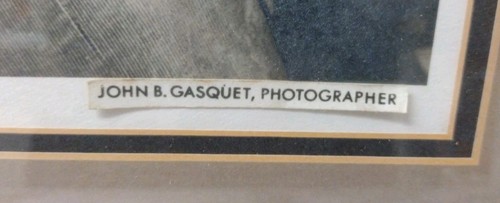 JOHN B. GASQUET, PHOTOGRAPHER